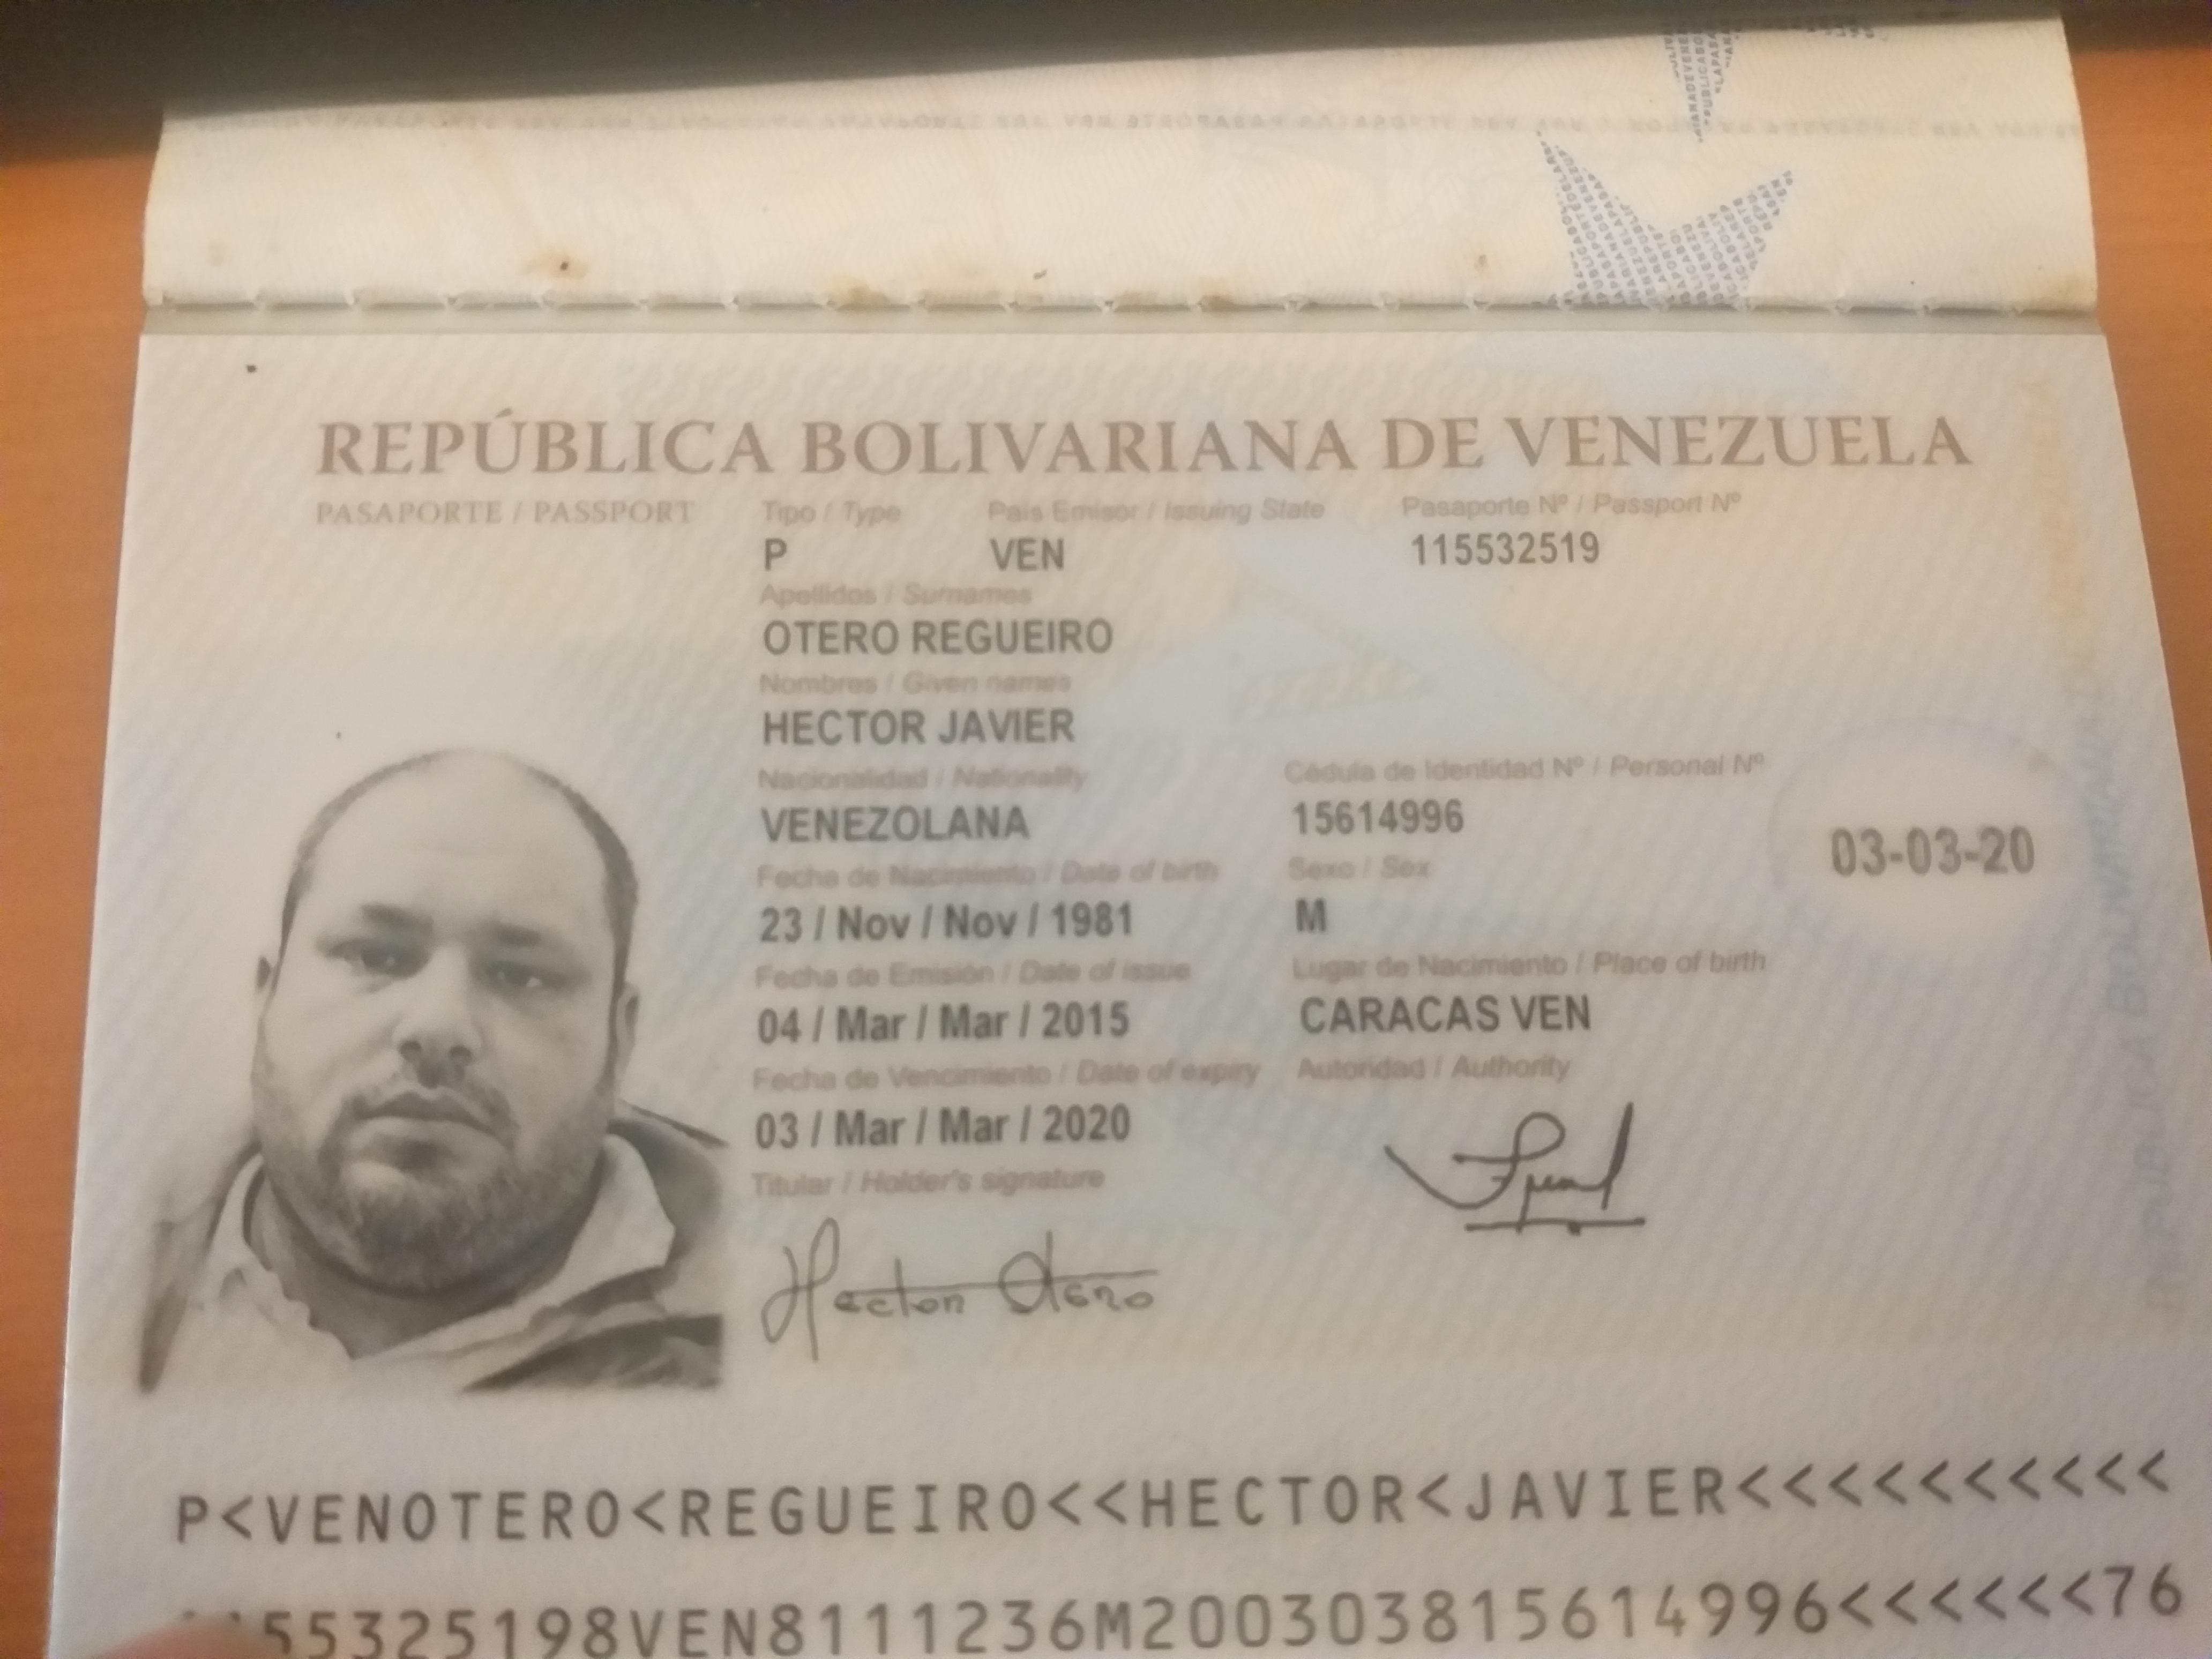 REPÚBLICA BOLIVARIANA DE VENEZUELA
PASAPORTE / PASSPORT Tipo / Type País Emisor / Issuing State Pasaporte Nº / Passport Nº
P VEN 115532519
Apellidos / Surnames
OTERO REGUEIRO
Nombres / Given names
HECTOR JAVIER
Nacionalidad / Nationality Cédula de Identidad Nº / Personal Nº
VENEZOLANA 15614996
03-03-20
Fecha de Nacimiento / Date of birth Sexo / Sex
23 / Nov / Nov / 1981 M
Fecha de Emisión / Date of issue Lugar de Nacimiento / Place of birth
04 / Mar / Mar / 2015 CARACAS VEN
Fecha de Vencimiento / Date of expiry Autoridad / Authority
03 / Mar / Mar / 2020
Titular / Holder's signature
Hector Otero
P<VENOTERO<REGUEIRO<<HECTOR<JAVIER<<<<<<<<<<
55325198VEN8111236M200303815614996<<<<<<76